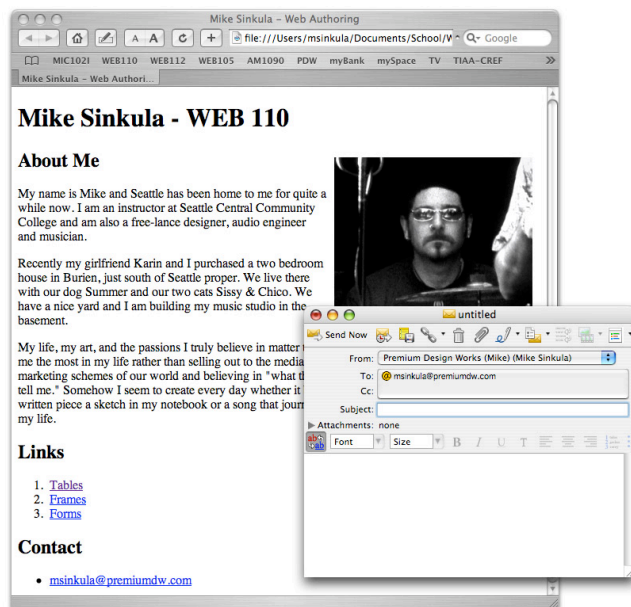 Mike Sinkula – Web Authoring
A A
file:///Users/msinkula/Documents/School/W
Google
MIC102I WEB110 WEB112 WEB105 AM1090 PDW myBank mySpace TV TIAA-CREF
Mike Sinkula – Web Authori...
Mike Sinkula - WEB 110
About Me
My name is Mike and Seattle has been home to me for quite a
while now. I am an instructor at Seattle Central Community
College and am also a free-lance designer, audio engineer
and musician.
Recently my girlfriend Karin and I purchased a two bedroom
house in Burien, just south of Seattle proper. We live there
with our dog Summer and our two cats Sissy & Chico. We
have a nice yard and I am building my music studio in the
basement.
My life, my art, and the passions I truly believe in matter
me the most in my life rather than selling out to the media
marketing schemes of our world and believing in "what
tell me." Somehow I seem to create every day whether it
written piece a sketch in my notebook or a song that
my life.
Links
1. Tables
2. Frames
3. Forms
Contact
• msinkula@premiumdw.com
untitled
Send Now
From: Premium Design Works (Mike) (Mike Sinkula)
To: @ msinkula@premiumdw.com
Cc:
Subject:
Attachments: none
Font Size B I U T